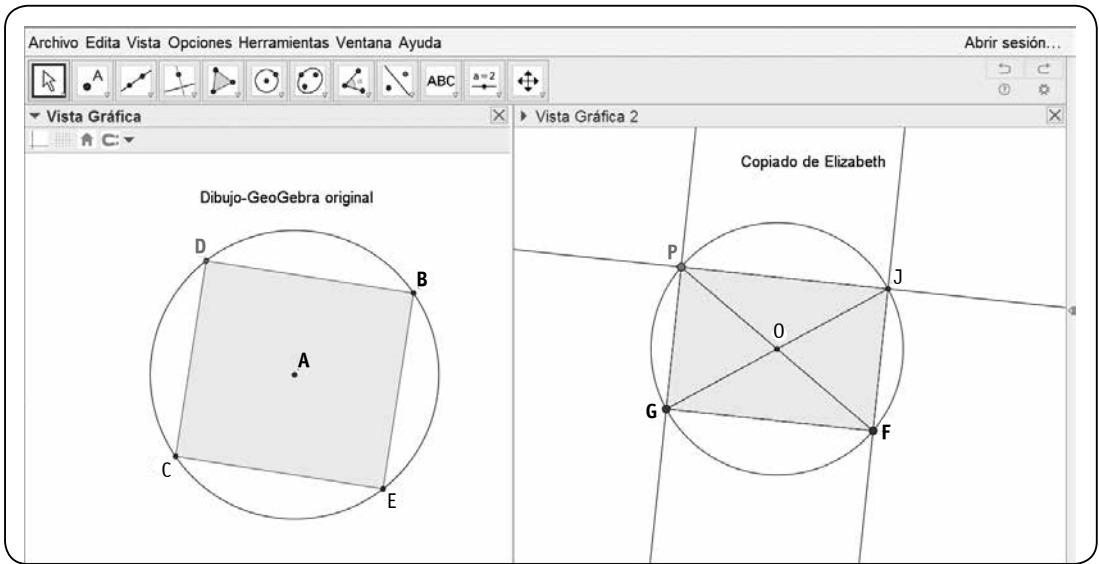 Archivo Edita Vista Opciones Herramientas Ventana Ayuda
Abrir sesión...
A
ABC
a=2
Vista Gráfica
Vista Gráfica 2
Dibujo-GeoGebra original
D
B
A
C
E
Copiado de Elizabeth
P
J
O
G
F